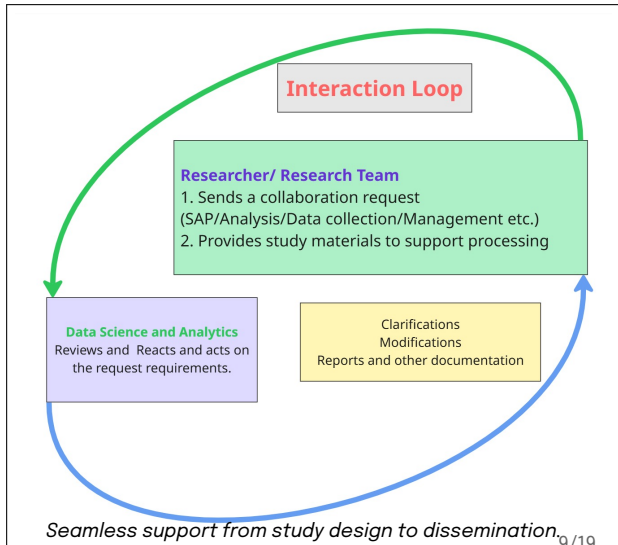 Interaction Loop
Researcher/ Research Team
1. Sends a collaboration request
(SAP/Analysis/Data collection/Management etc.)
2. Provides study materials to support processing
Data Science and Analytics
Reviews and  Reacts and acts on
the request requirements.
Clarifications
Modifications
Reports and other documentation
Seamless support from study design to dissemination.
9/19